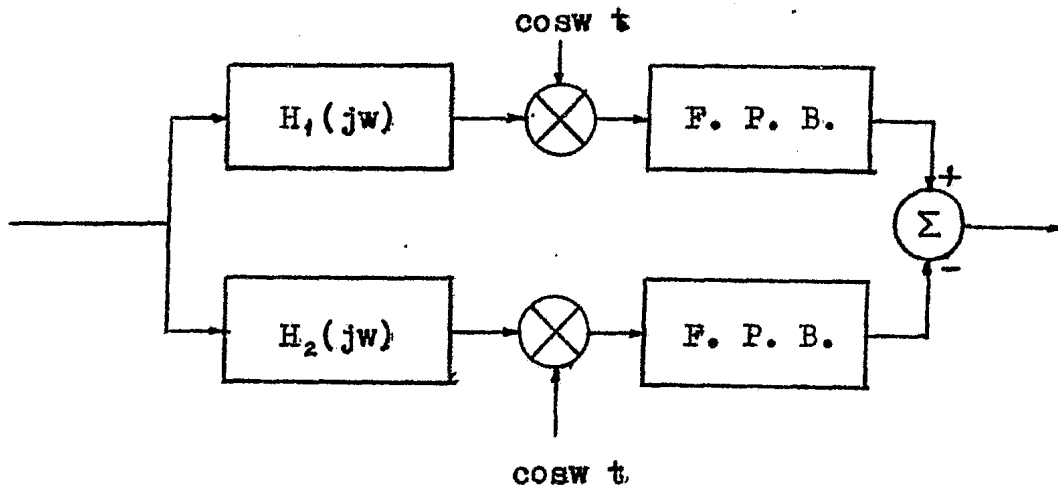 cosw t
H₁(jw)
F. P. B.
+
Σ
-
H₂(jw)
F. P. B.
cosw t